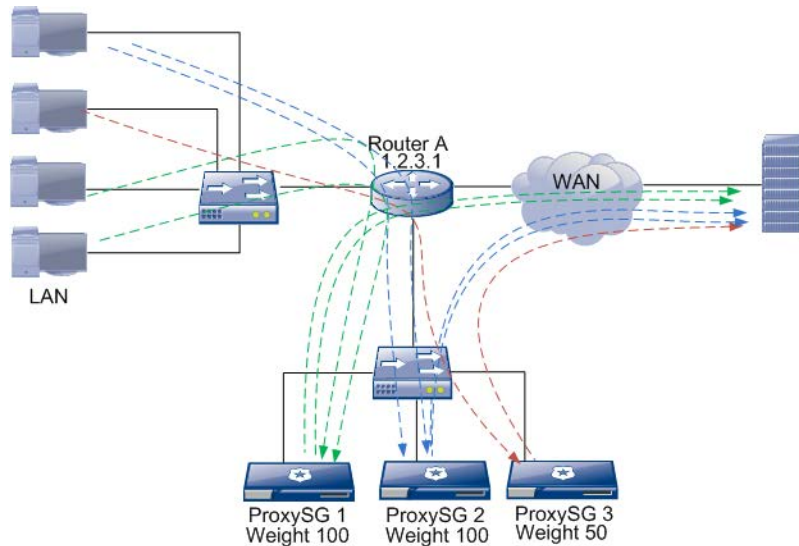 Router A
1.2.3.1
WAN
LAN
ProxySG 1
Weight 100
ProxySG 2
Weight 100
ProxySG 3
Weight 50